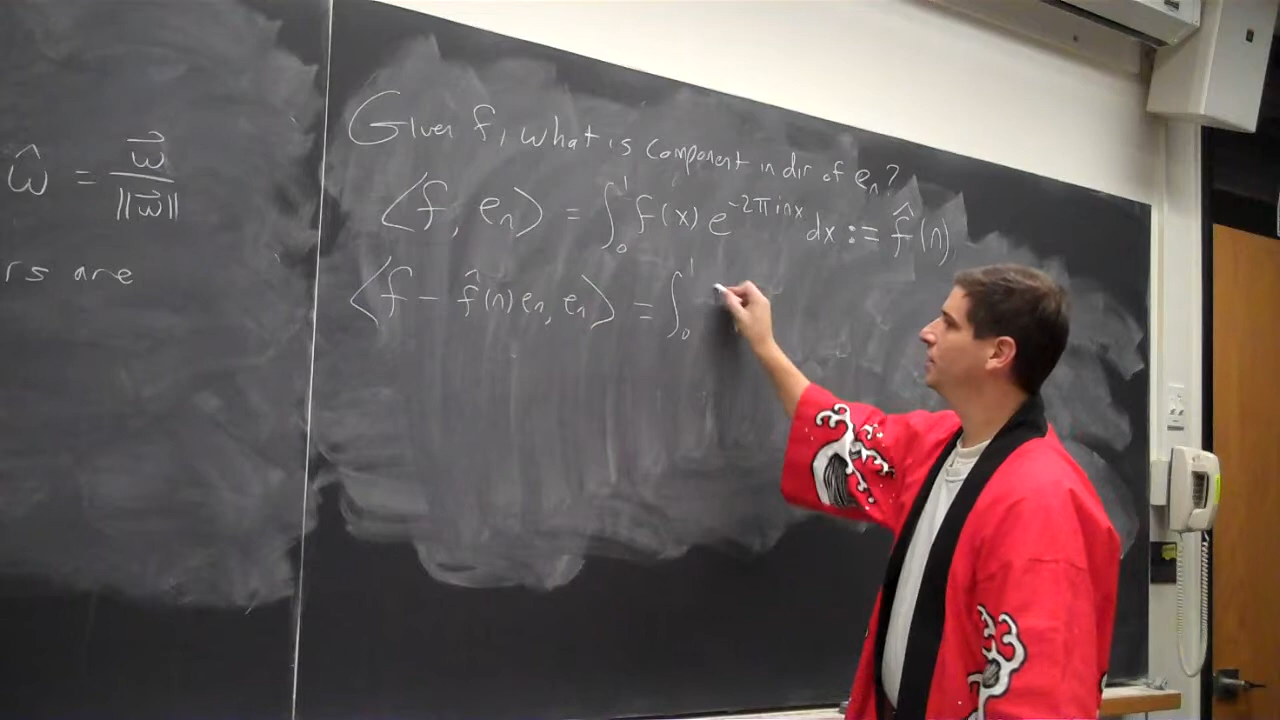 ŵ = w⃗ / ||w⃗||
rs are
Given f, what is component in dir of eₙ?
⟨f, eₙ⟩ = ∫₀¹ f(x) e^{-2πinx} dx := f̂(n),
⟨f - f̂(n)eₙ, eₙ⟩ = ∫₀¹